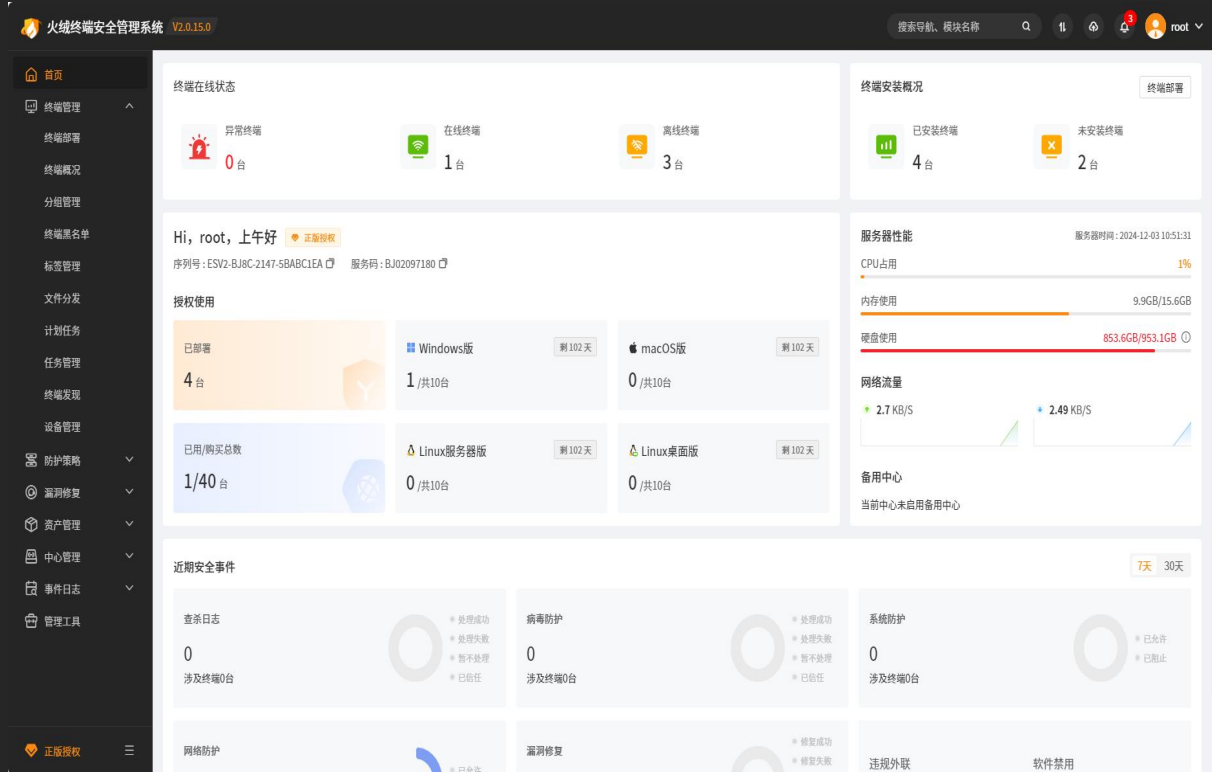 火绒终端安全管理系统 V2.0.15.0
搜索导航、模块名称
3
root
首页
终端管理
终端部署
终端概况
分组管理
终端黑名单
标签管理
文件分发
计划任务
任务管理
终端发现
设备管理
防护策略
漏洞修复
资产管理
中心管理
事件日志
管理工具
正版授权
终端在线状态
异常终端
0 台
在线终端
1 台
离线终端
3 台
终端安装概况
终端部署
已安装终端
4 台
未安装终端
2 台
Hi，root，上午好 正版授权
序列号 : ESV2-BJ8C-2147-5BABC1EA 服务码 : BJ02097180
授权使用
已部署
4 台
Windows版 剩102天
1 /共10台
macOS版 剩102天
0 /共10台
已用/购买总数
1/40 台
Linux服务器版 剩102天
0 /共10台
Linux桌面版 剩102天
0 /共10台
服务器性能 服务器时间 : 2024-12-03 10:51:31
CPU占用 1%
内存使用 9.9GB/15.6GB
硬盘使用 853.6GB/953.1GB
网络流量
2.7 KB/S 2.49 KB/S
备用中心
当前中心未启用备用中心
近期安全事件
7天 30天
查杀日志
0
涉及终端0台
处理成功
处理失败
暂不处理
已信任
病毒防护
0
涉及终端0台
处理成功
处理失败
暂不处理
已信任
系统防护
0
涉及终端0台
已允许
已阻止
网络防护
已允许
漏洞修复
修复成功
修复失败
违规外联
软件禁用